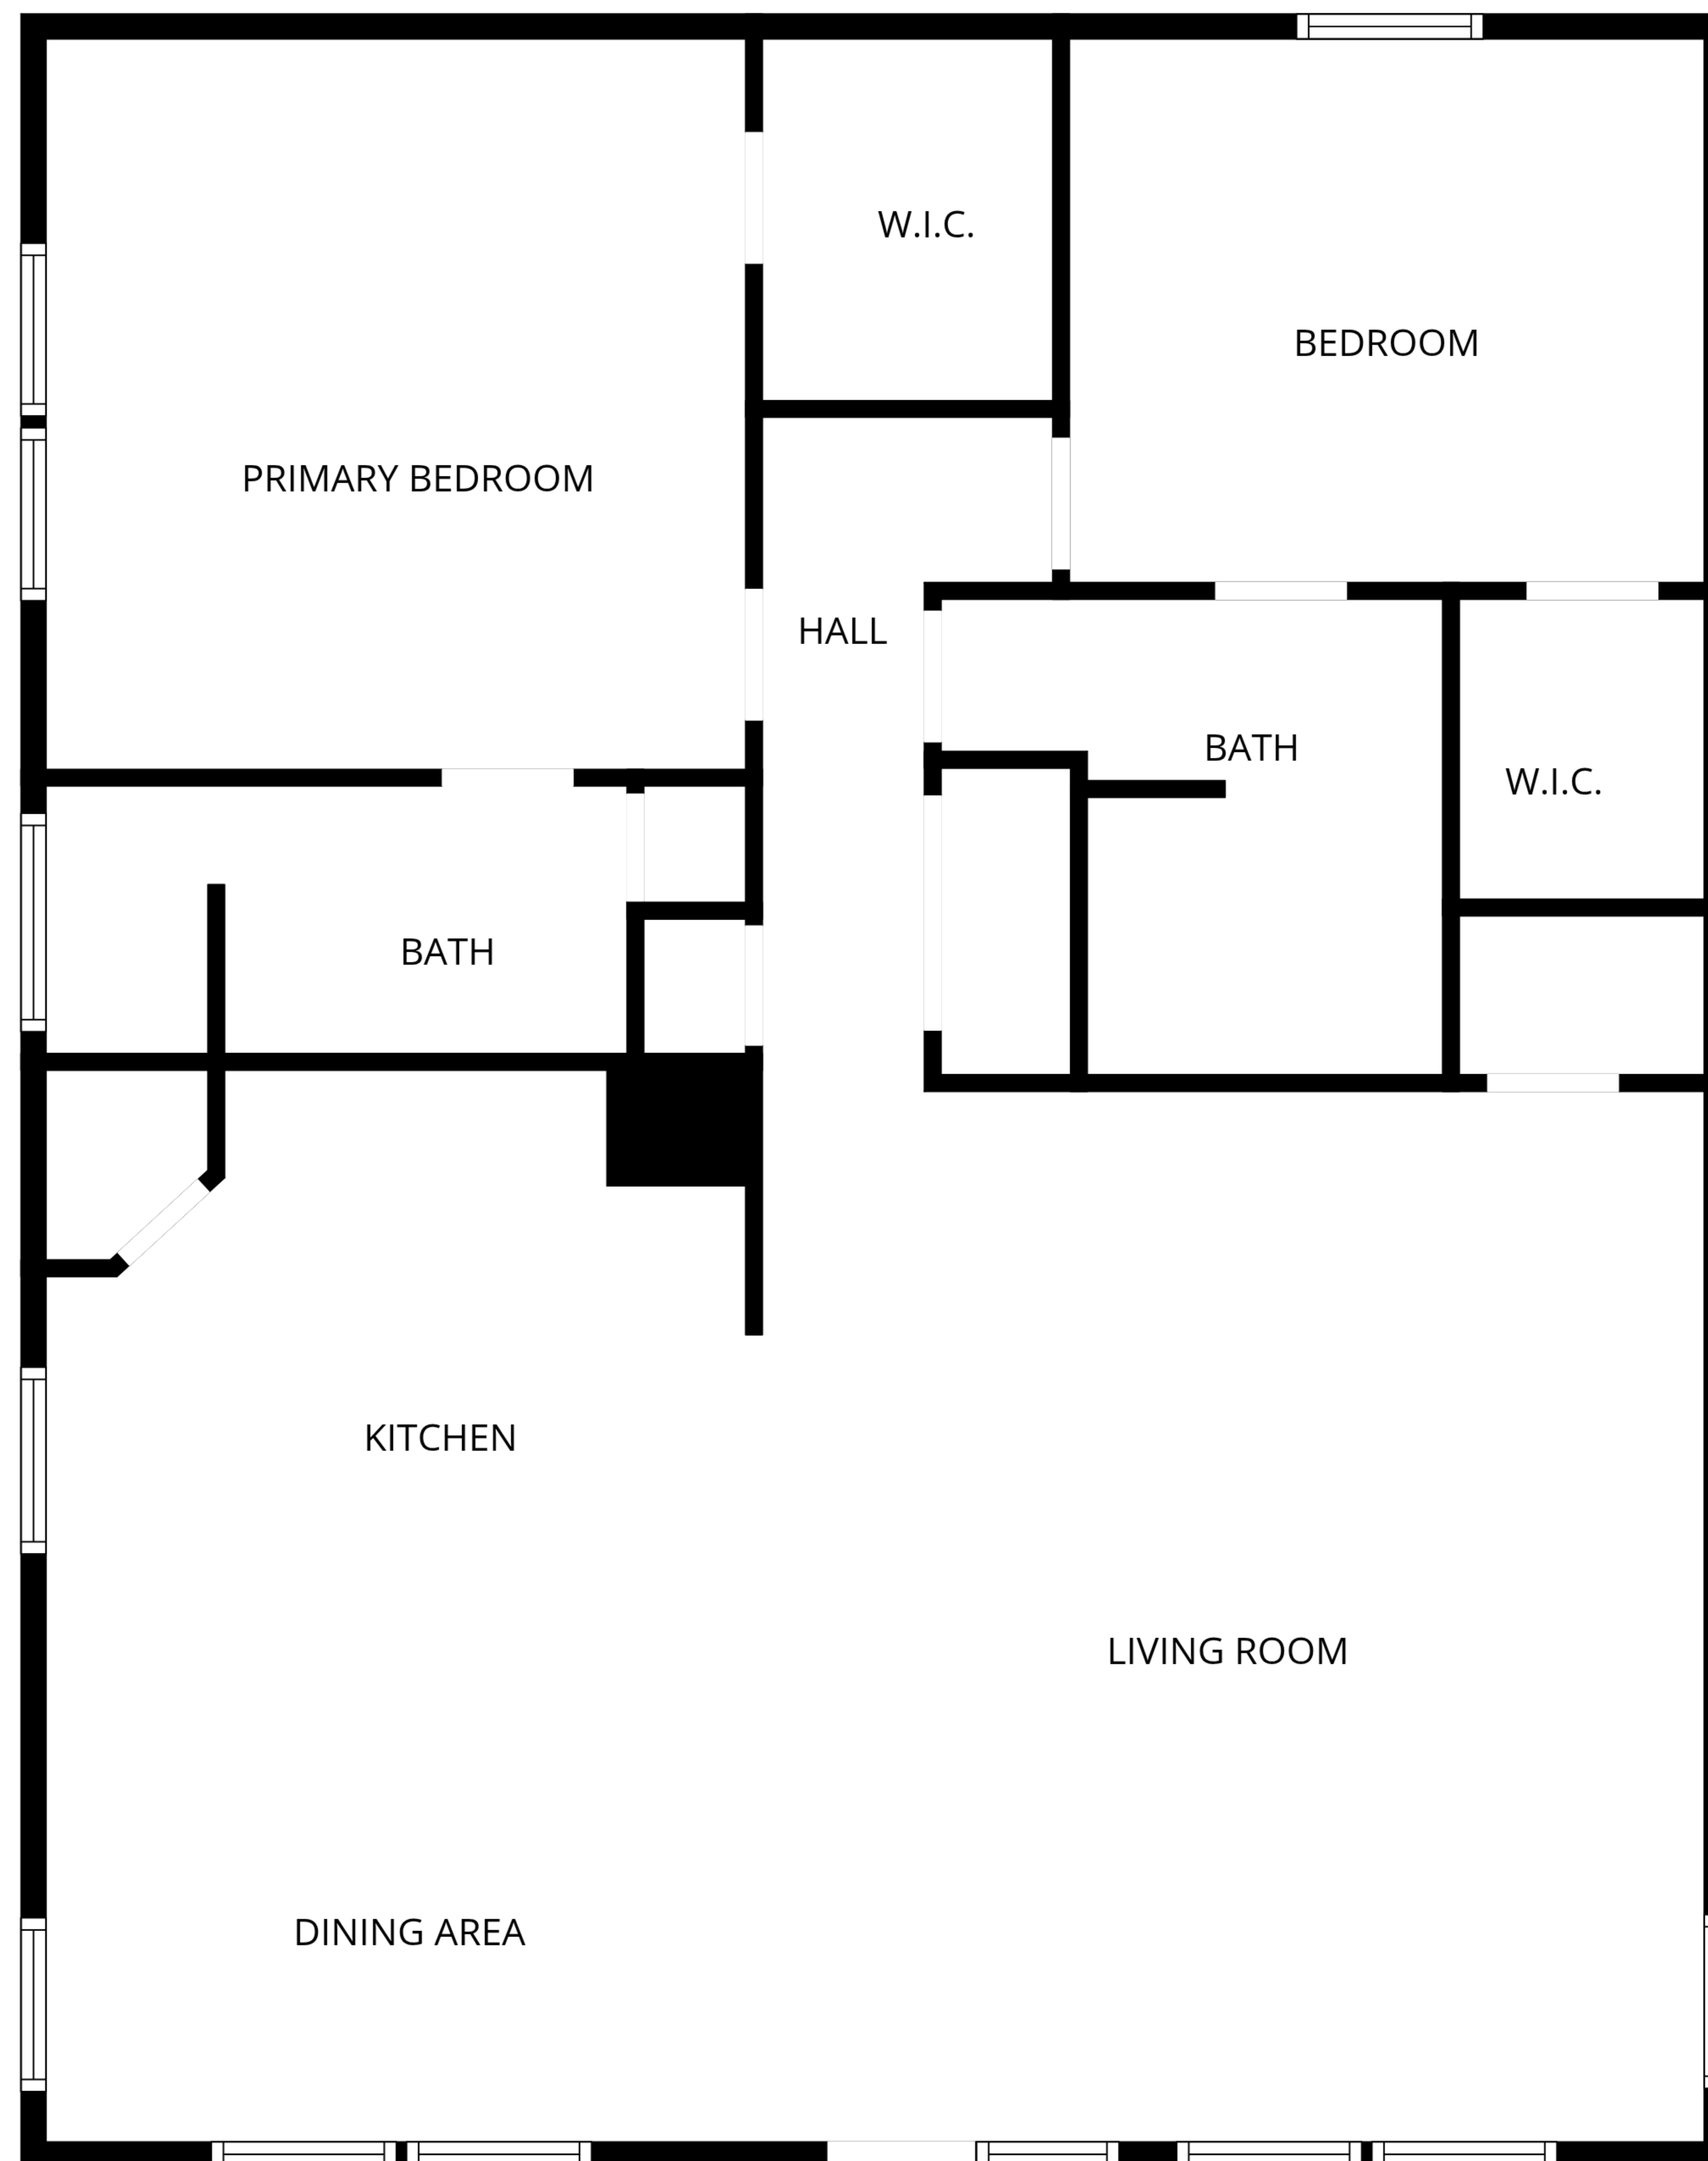 W.I.C.
BEDROOM
PRIMARY BEDROOM
HALL
BATH
W.I.C.
BATH
KITCHEN
LIVING ROOM
DINING AREA